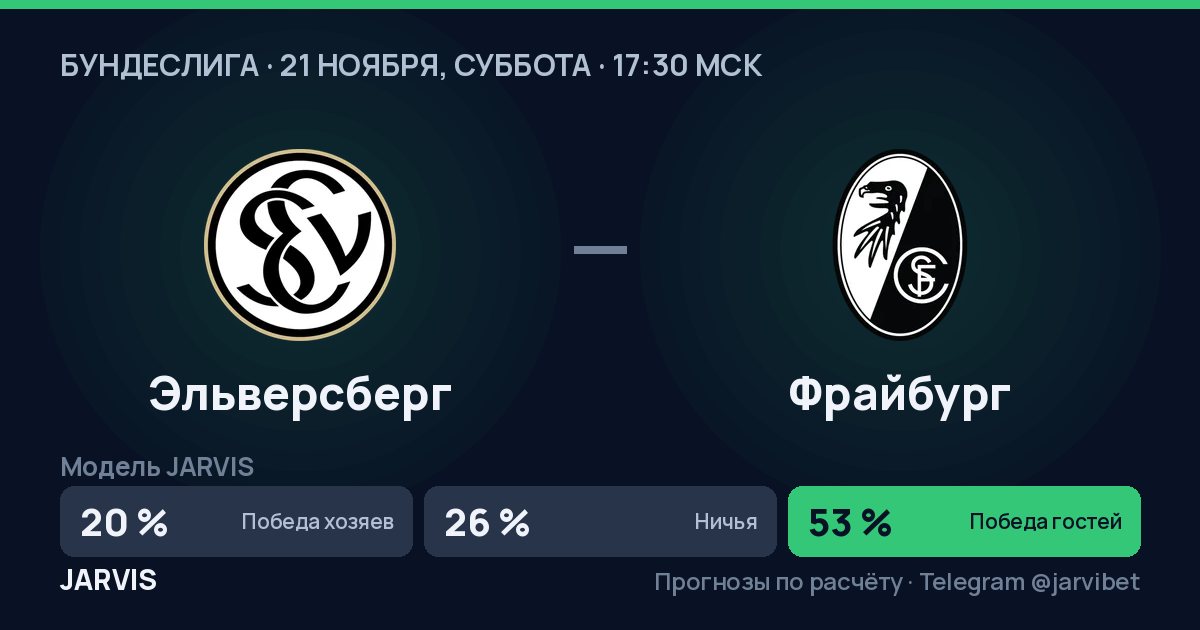 БУНДЕСЛИГА · 21 НОЯБРЯ, СУББОТА · 17:30 МСК
Эльверсберг — Фрайбург
Модель JARVIS
20 % Победа хозяев 26 % Ничья 53 % Победа гостей
JARVIS Прогнозы по расчёту · Telegram @jarvibet